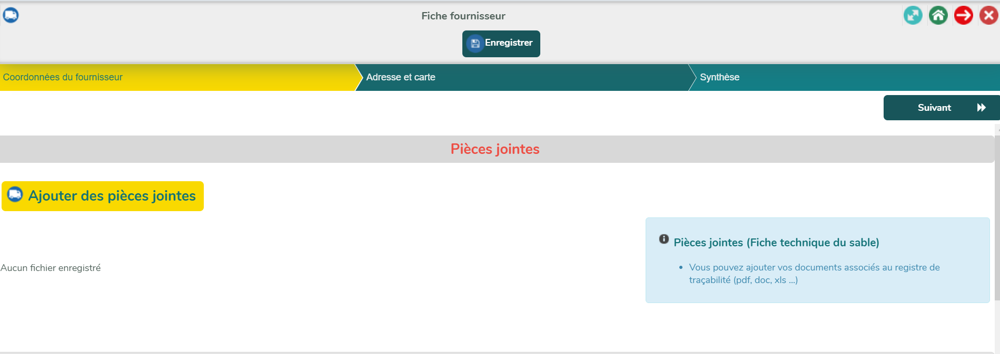 Fiche fournisseur
Enregistrer
Coordonnées du fournisseur
Adresse et carte
Synthèse
Suivant
Pièces jointes
Ajouter des pièces jointes
Pièces jointes (Fiche technique du sable)
Aucun fichier enregistré
Vous pouvez ajouter vos documents associés au registre de
traçabilité (pdf, doc, xls ...)